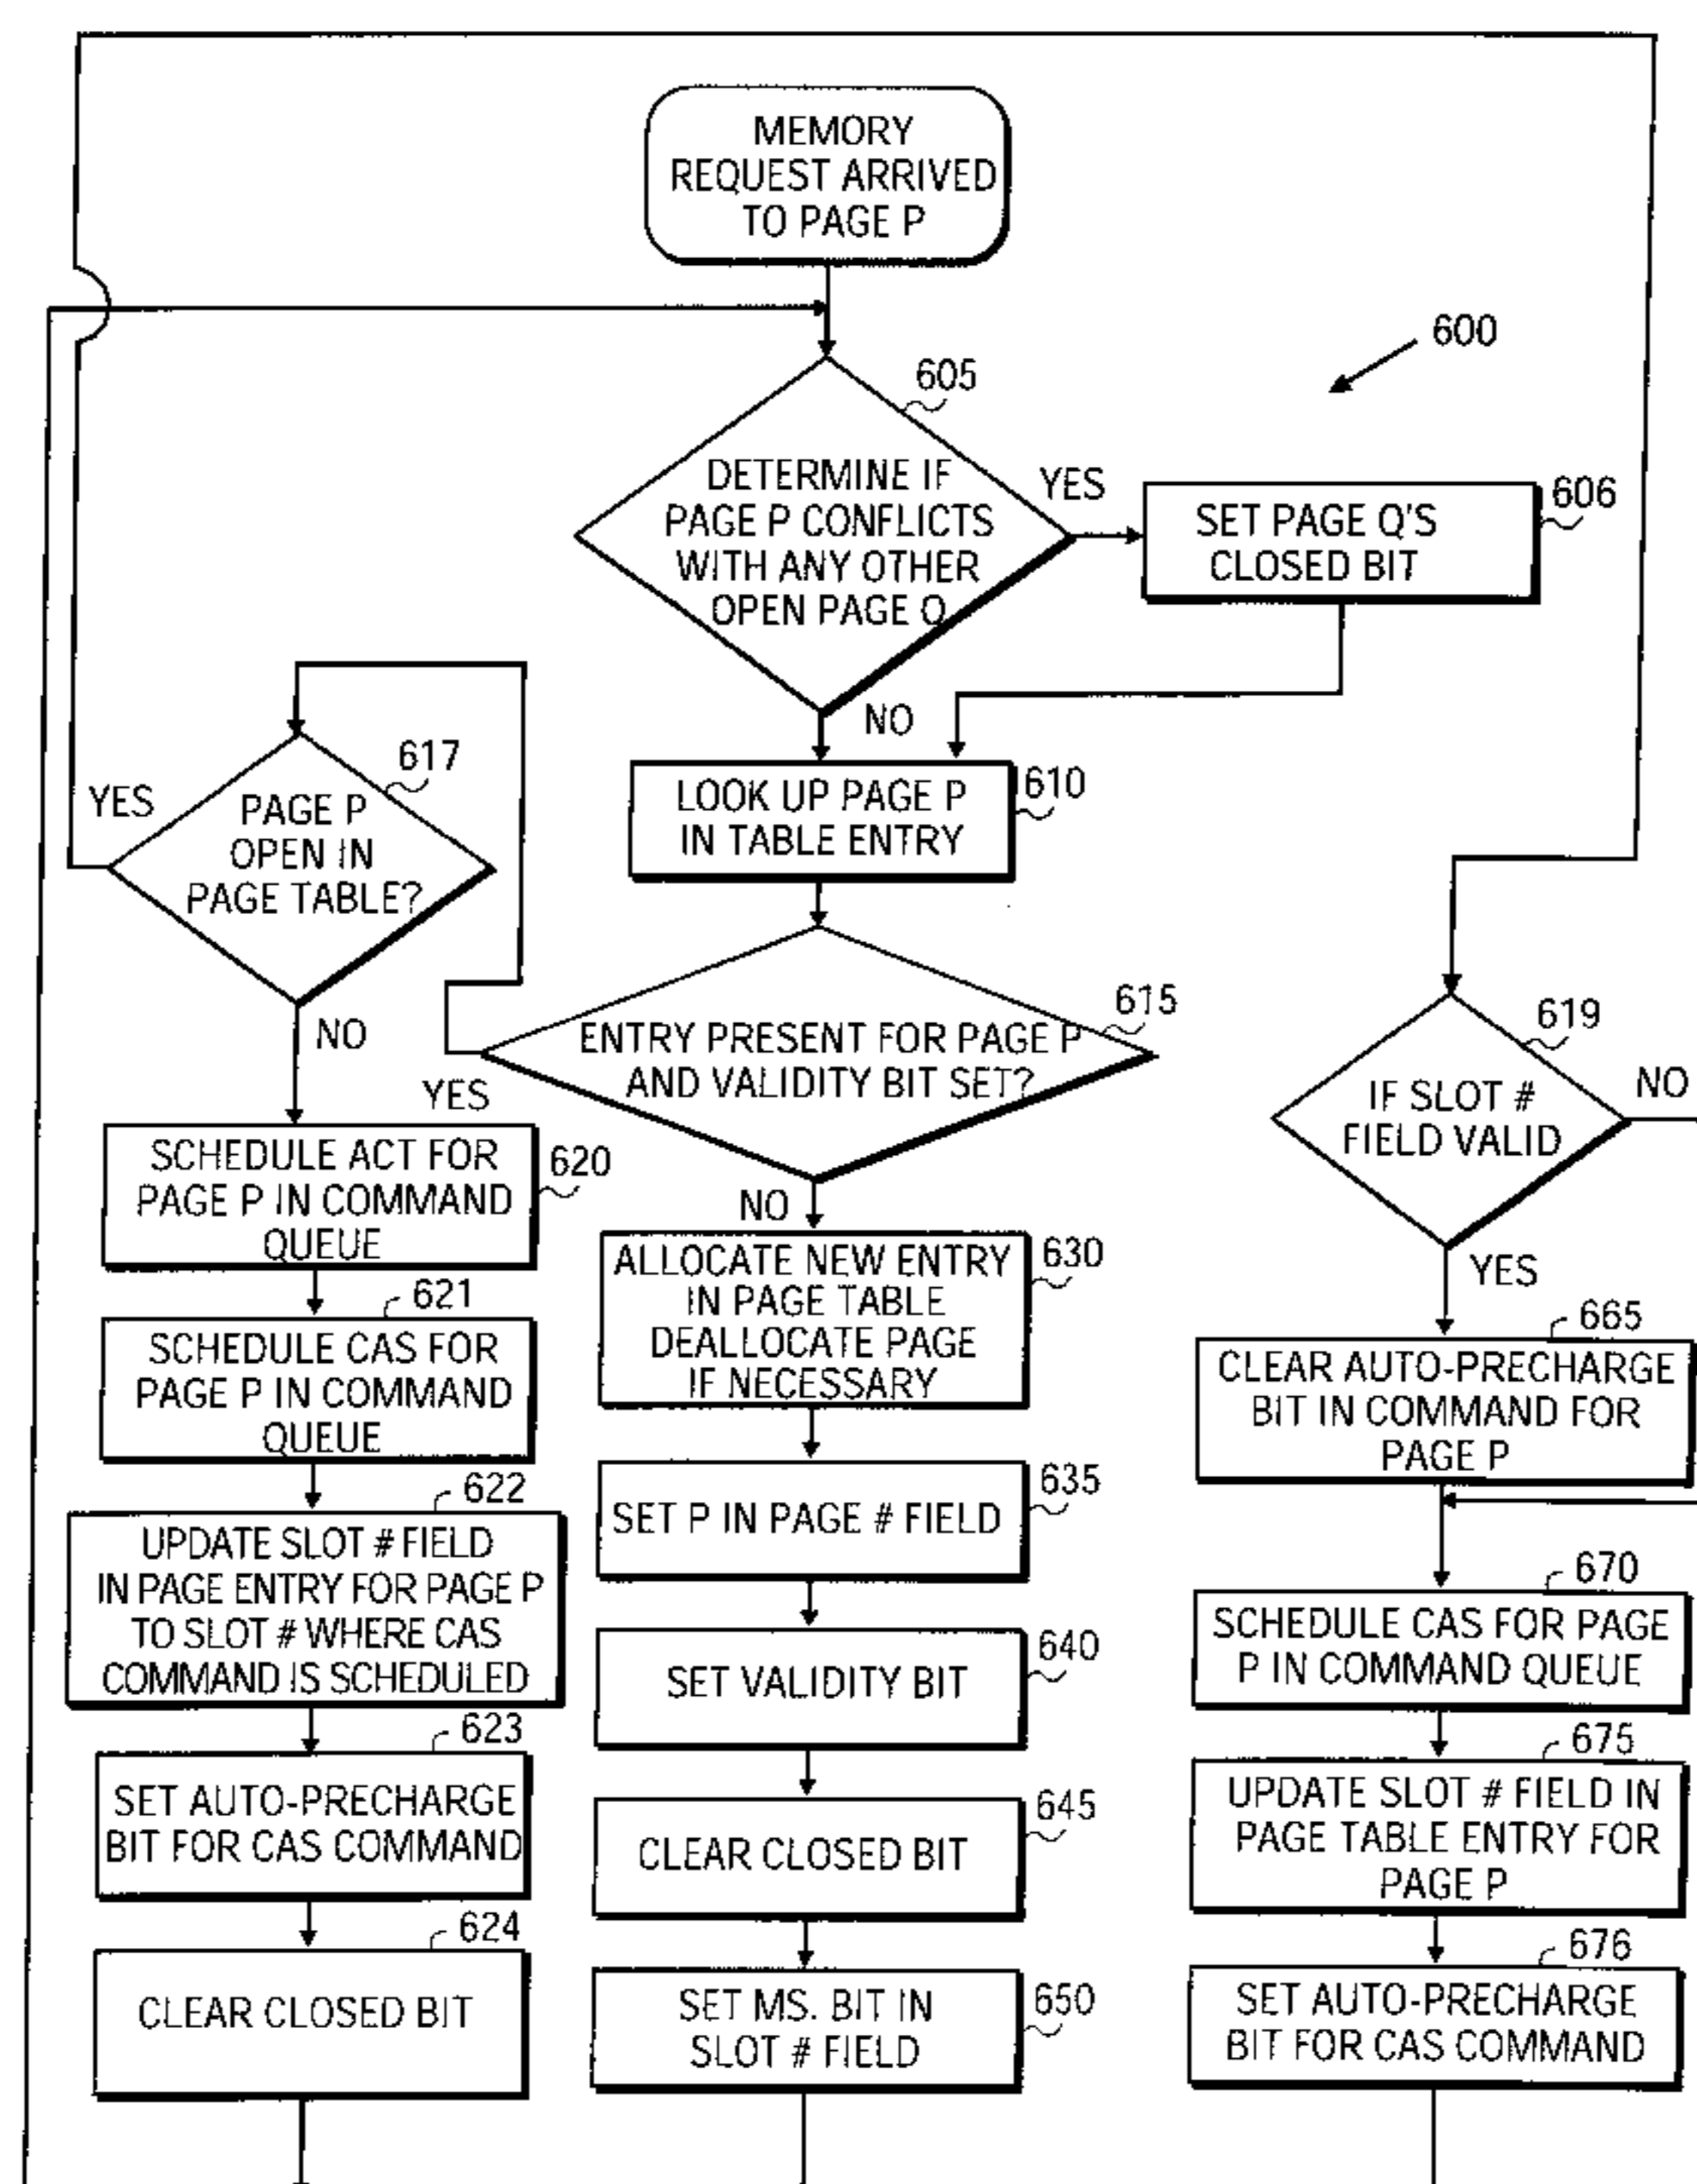 MEMORY
REQUEST ARRIVED
TO PAGE P
600
605
DETERMINE IF
PAGE P CONFLICTS
WITH ANY OTHER
OPEN PAGE Q
YES
606
SET PAGE Q'S
CLOSED BIT
NO
617
YES
PAGE P
OPEN IN
PAGE TABLE?
NO
610
LOOK UP PAGE P
IN TABLE ENTRY
615
ENTRY PRESENT FOR PAGE P
AND VALIDITY BIT SET?
YES
NO
619
IF SLOT #
FIELD VALID
NO
YES
SCHEDULE ACT FOR
PAGE P IN COMMAND
QUEUE
620
621
SCHEDULE CAS FOR
PAGE P IN COMMAND
QUEUE
622
UPDATE SLOT # FIELD
IN PAGE ENTRY FOR PAGE P
TO SLOT # WHERE CAS
COMMAND IS SCHEDULED
623
SET AUTO-PRECHARGE
BIT FOR CAS COMMAND
624
CLEAR CLOSED BIT
ALLOCATE NEW ENTRY
IN PAGE TABLE
DEALLOCATE PAGE
IF NECESSARY
630
635
SET P IN PAGE # FIELD
640
SET VALIDITY BIT
645
CLEAR CLOSED BIT
650
SET MS. BIT IN
SLOT # FIELD
665
CLEAR AUTO-PRECHARGE
BIT IN COMMAND FOR
PAGE P
670
SCHEDULE CAS FOR PAGE
P IN COMMAND QUEUE
675
UPDATE SLOT # FIELD IN
PAGE TABLE ENTRY FOR
PAGE P
676
SET AUTO-PRECHARGE
BIT FOR CAS COMMAND